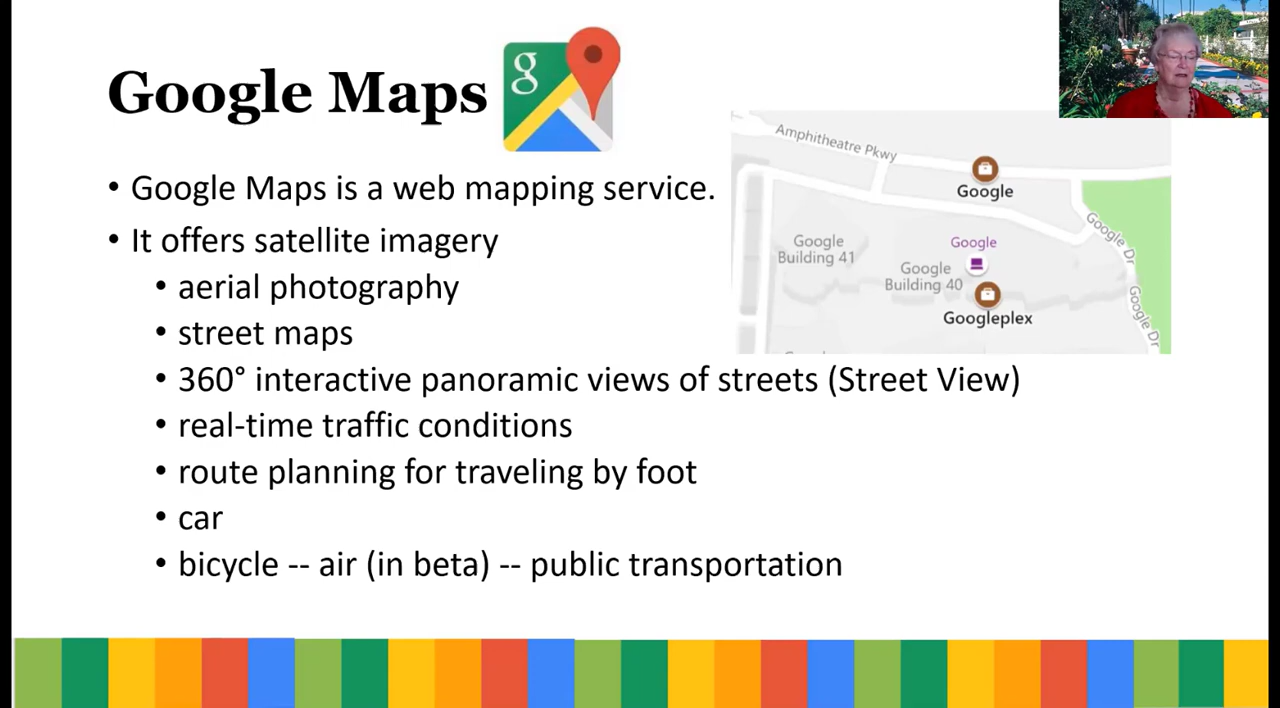 Google Maps
g
• Google Maps is a web mapping service.
• It offers satellite imagery
• aerial photography
• street maps
• 360° interactive panoramic views of streets (Street View)
• real-time traffic conditions
• route planning for traveling by foot
• car
• bicycle -- air (in beta) -- public transportation
Amphitheatre Pkwy
Google
Google Dr
Google
Google
Building 41
Google
Building 40
Googleplex
Google Dr